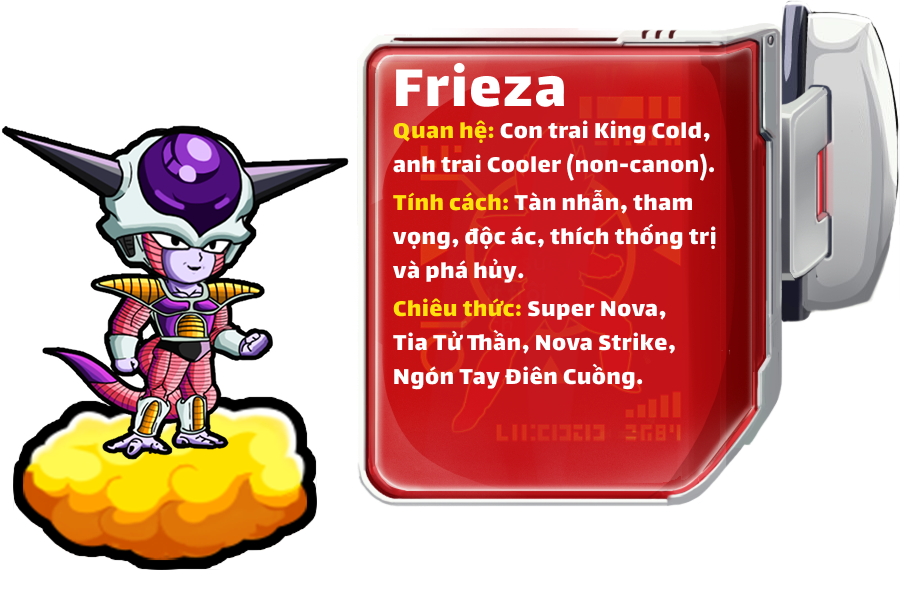 Frieza
Quan hệ: Con trai King Cold,
anh trai Cooler (non-canon).
Tính cách: Tàn nhẫn, tham
vọng, độc ác, thích thống trị
và phá hủy.
Chiêu thức: Super Nova,
Tia Tử Thần, Nova Strike,
Ngón Tay Điên Cuồng.